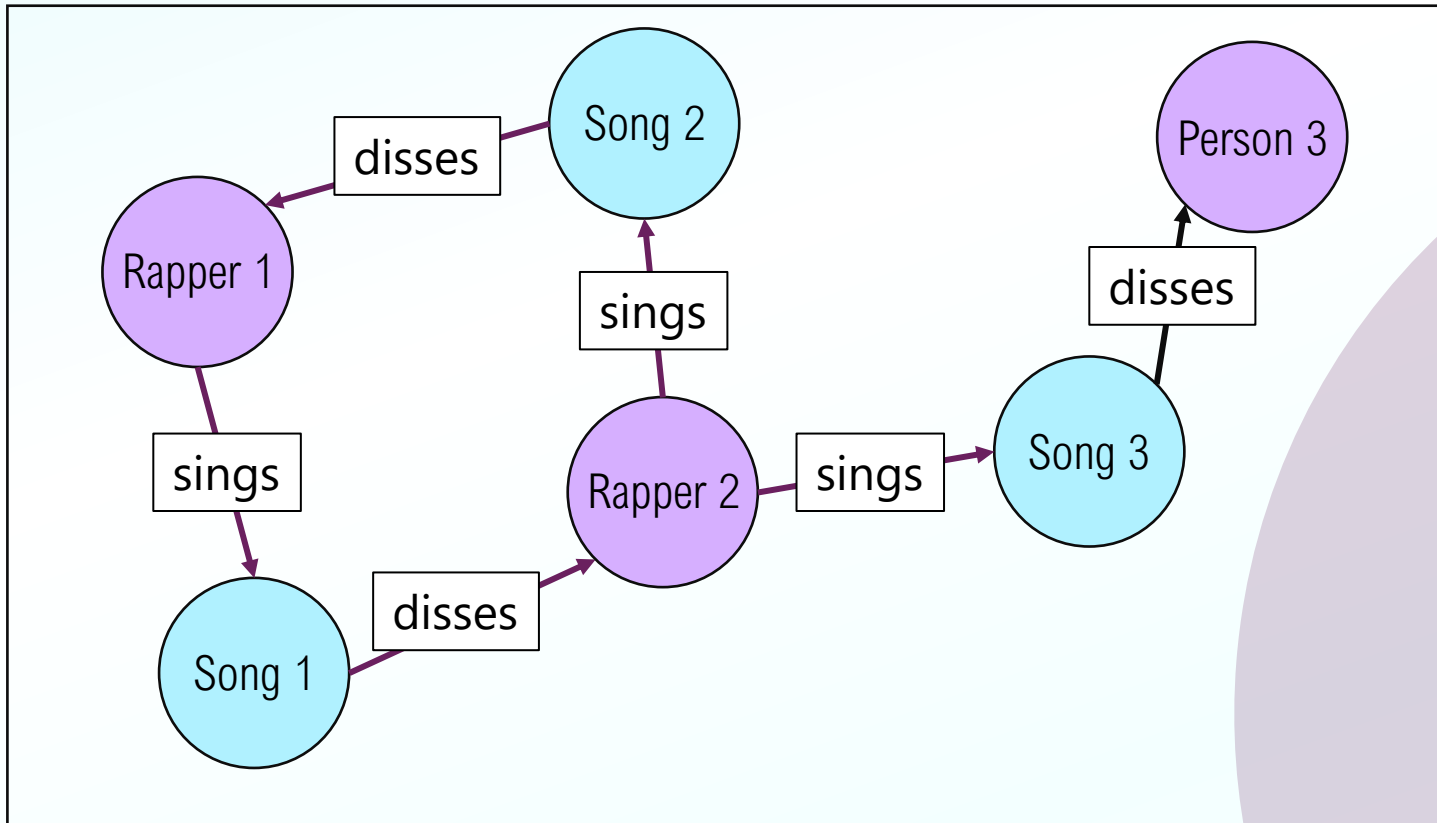 Song 2
Person 3
disses
Rapper 1
disses
sings
Song 3
sings
sings
Rapper 2
disses
Song 1